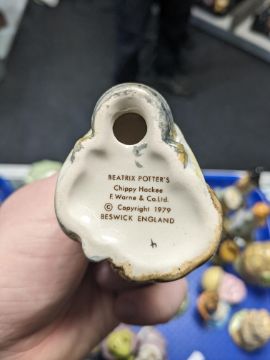 BEATRIX POTTER'S
Chippy Hackee
F. Warne & Co. Ltd.
© Copyright 1979
BESWICK ENGLAND
h